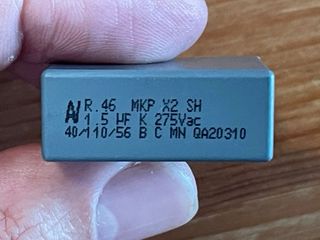 R.46 MKP X2 SH
1.5 µF K 275Vac
40/110/56 B C MN QA20310